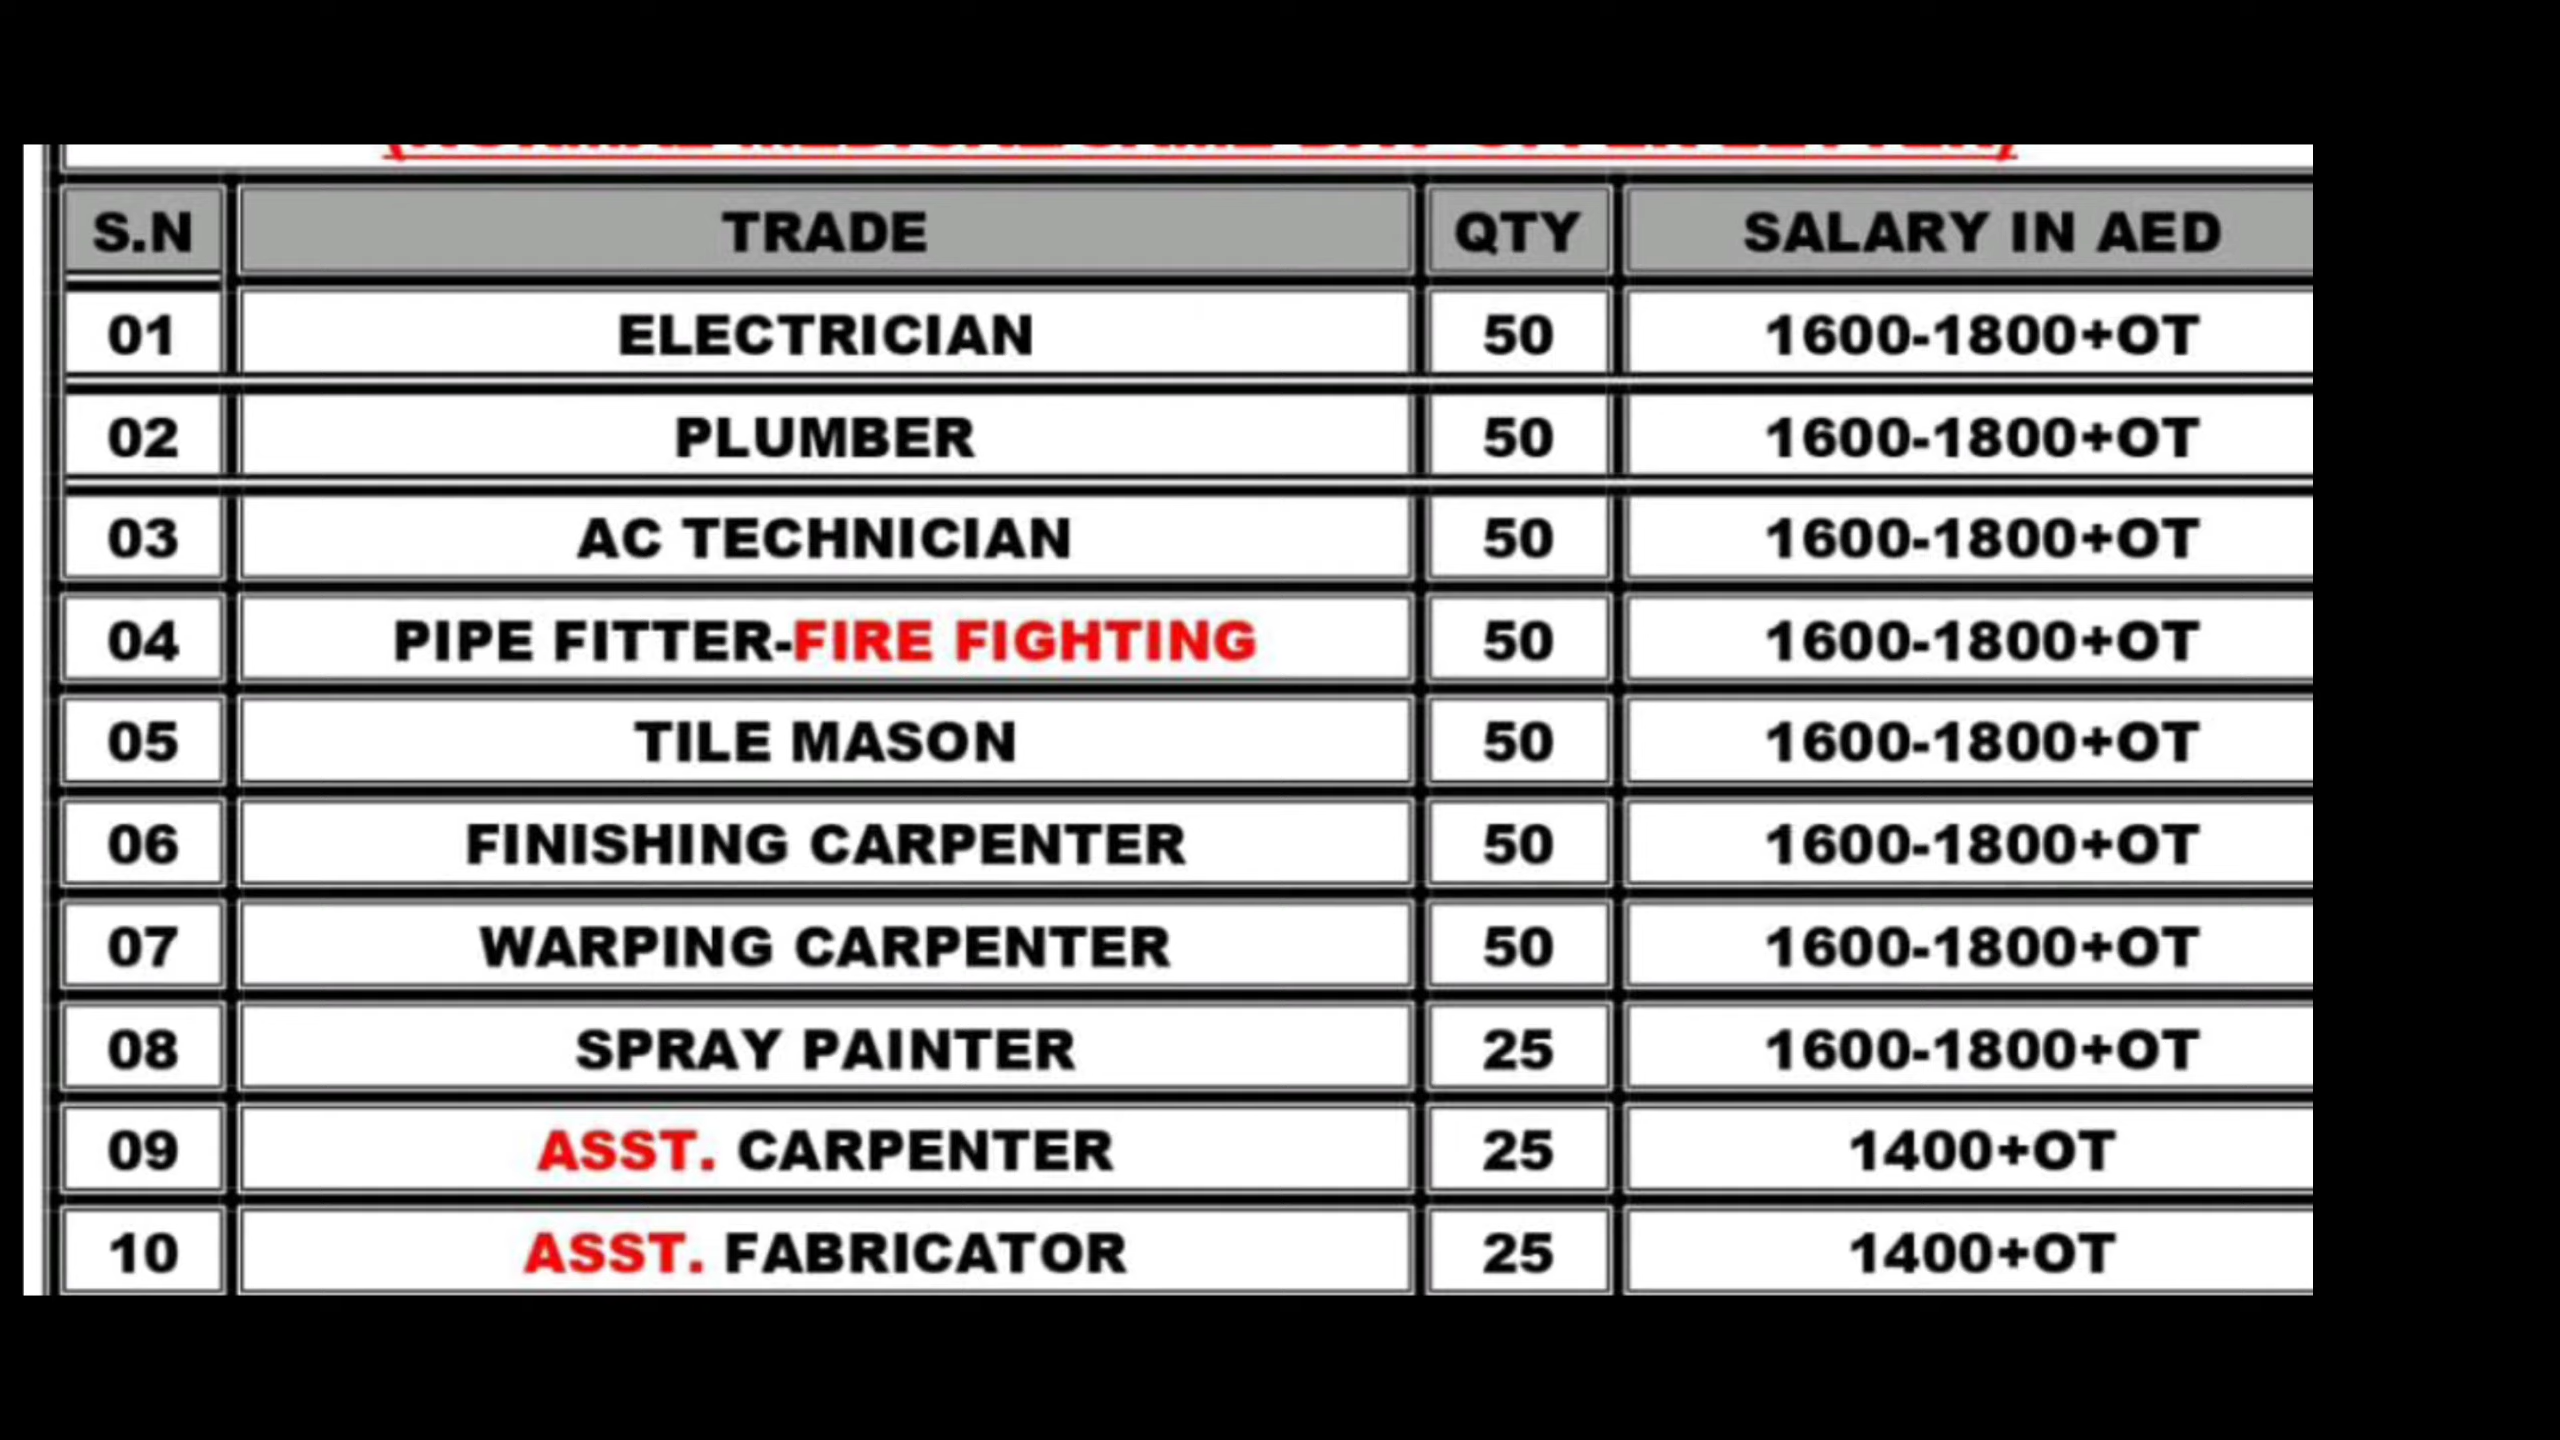 S.N TRADE QTY SALARY IN AED
01 ELECTRICIAN 50 1600-1800+OT
02 PLUMBER 50 1600-1800+OT
03 AC TECHNICIAN 50 1600-1800+OT
04 PIPE FITTER-FIRE FIGHTING 50 1600-1800+OT
05 TILE MASON 50 1600-1800+OT
06 FINISHING CARPENTER 50 1600-1800+OT
07 WARPING CARPENTER 50 1600-1800+OT
08 SPRAY PAINTER 25 1600-1800+OT
09 ASST. CARPENTER 25 1400+OT
10 ASST. FABRICATOR 25 1400+OT